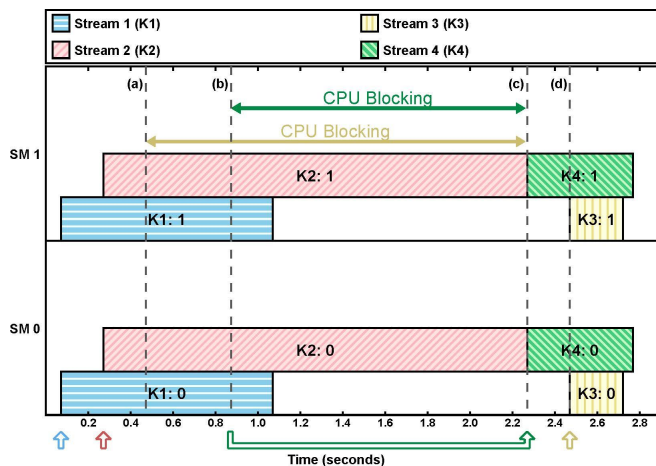 Stream 1 (K1)
Stream 3 (K3)
Stream 2 (K2)
Stream 4 (K4)
(a)
(b)
(c)
(d)
CPU Blocking
CPU Blocking
SM 1
K2: 1
K4: 1
K1: 1
K3: 1
SM 0
K2: 0
K4: 0
K1: 0
K3: 0
0.2 0.4 0.6 0.8 1.0 1.2 1.4 1.6 1.8 2.0 2.2 2.4 2.6 2.8
Time (seconds)